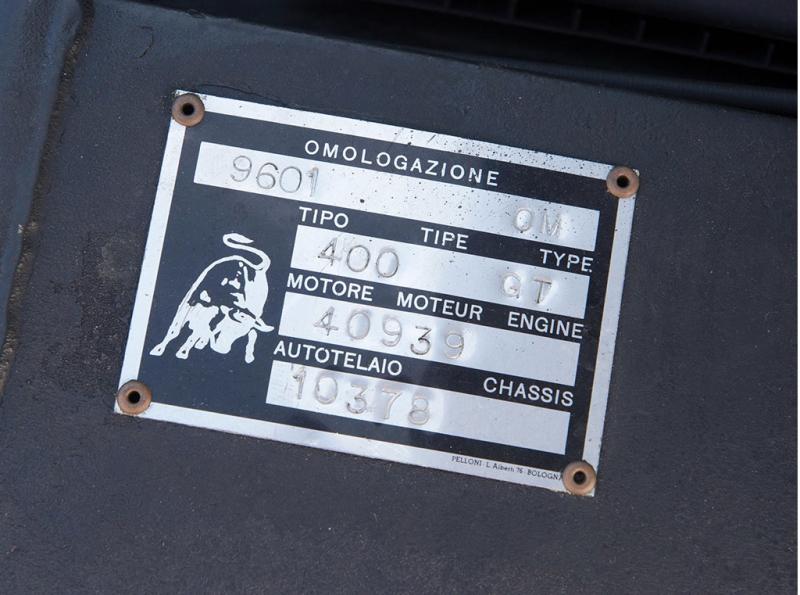 OMOLOGAZIONE
9601 OM
TIPO TIPE TYPE
400 GT
MOTORE MOTEUR ENGINE
40939
AUTOTELAIO CHASSIS
10378
PELLONI · L. Alberti 76 · BOLOGNA